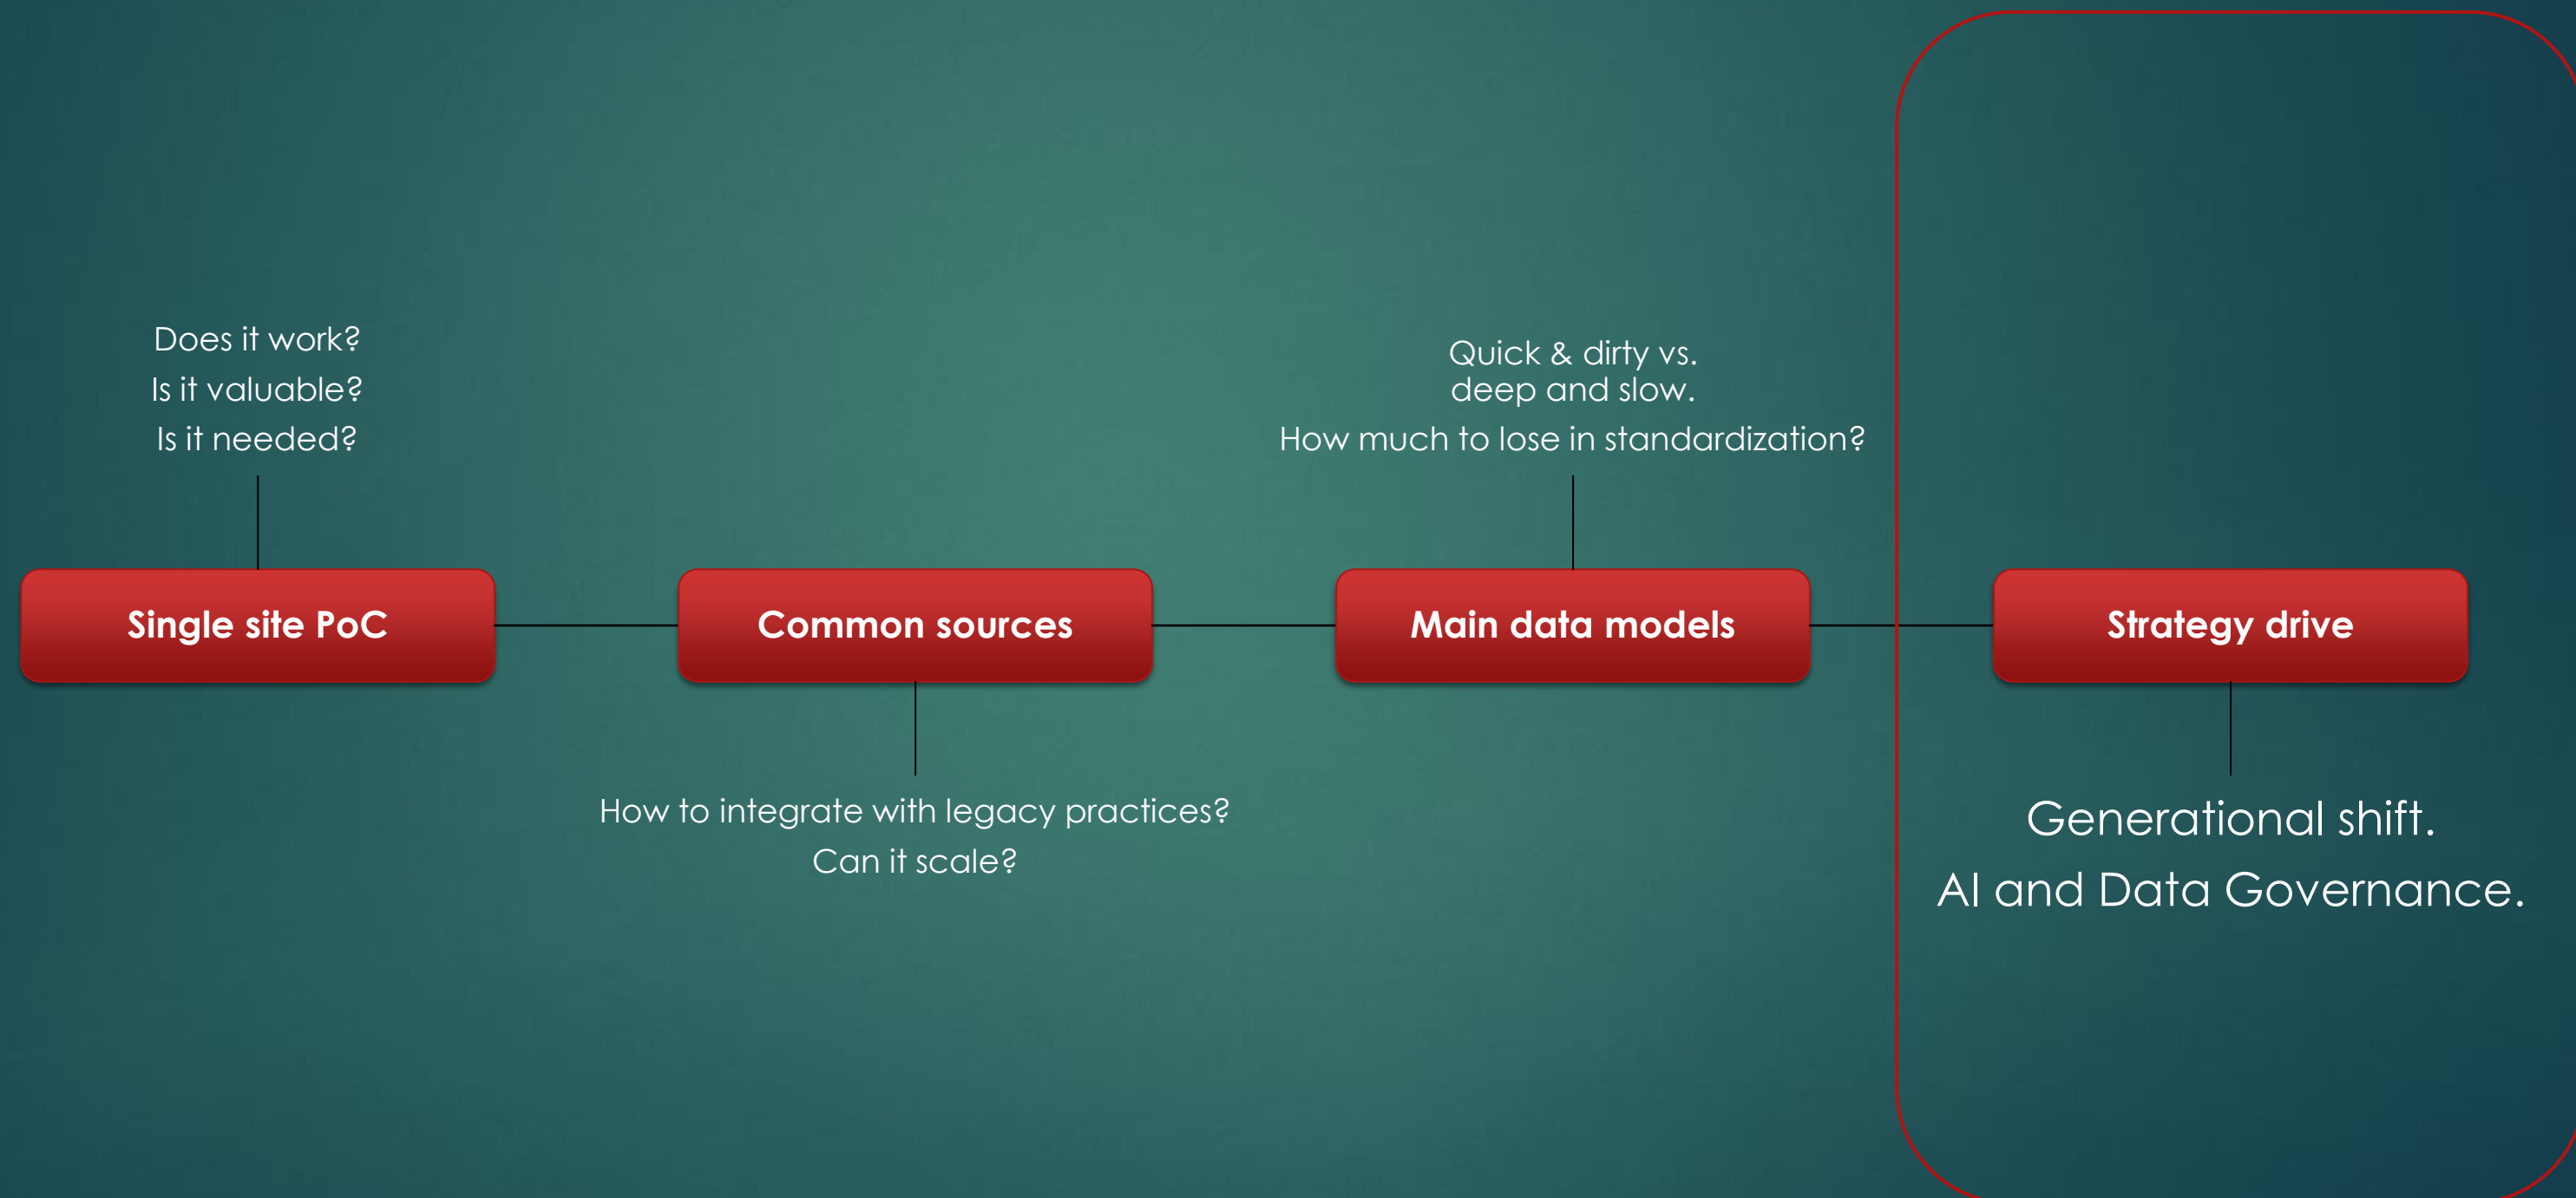 Does it work?
Is it valuable?
Is it needed?
Single site PoC
Common sources
How to integrate with legacy practices?
Can it scale?
Quick & dirty vs.
deep and slow.
How much to lose in standardization?
Main data models
Strategy drive
Generational shift.
AI and Data Governance.